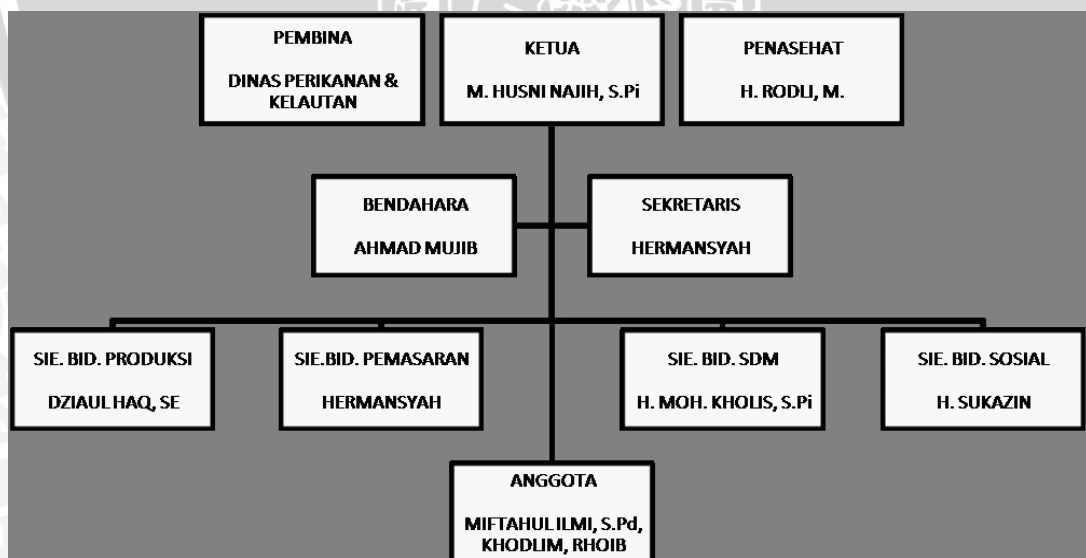 PEMBINA
DINAS PERIKANAN &
KELAUTAN
KETUA
M. HUSNI NAJIH, S.Pi
PENASEHAT
H. RODLI, M.
BENDAHARA
AHMAD MUJIB
SEKRETARIS
HERMANSYAH
SIE. BID. PRODUKSI
DZIAUL HAQ, SE
SIE.BID. PEMASARAN
HERMANSYAH
SIE. BID. SDM
H. MOH. KHOLIS, S.Pi
SIE. BID. SOSIAL
H. SUKAZIN
ANGGOTA
MIFTAHUL ILMI, S.Pd,
KHODLIM, RHOIB